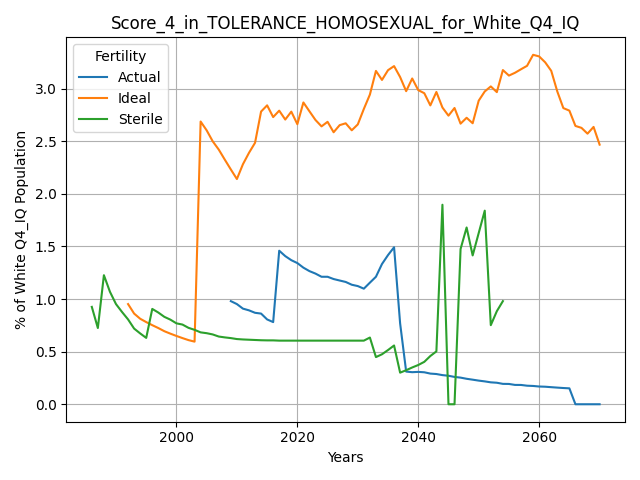 Score_4_in_TOLERANCE_HOMOSEXUAL_for_White_Q4_IQ
Fertility
Actual
Ideal
Sterile
% of White Q4_IQ Population
3.0
2.5
2.0
1.5
1.0
0.5
0.0
2000
2020
2040
2060
Years